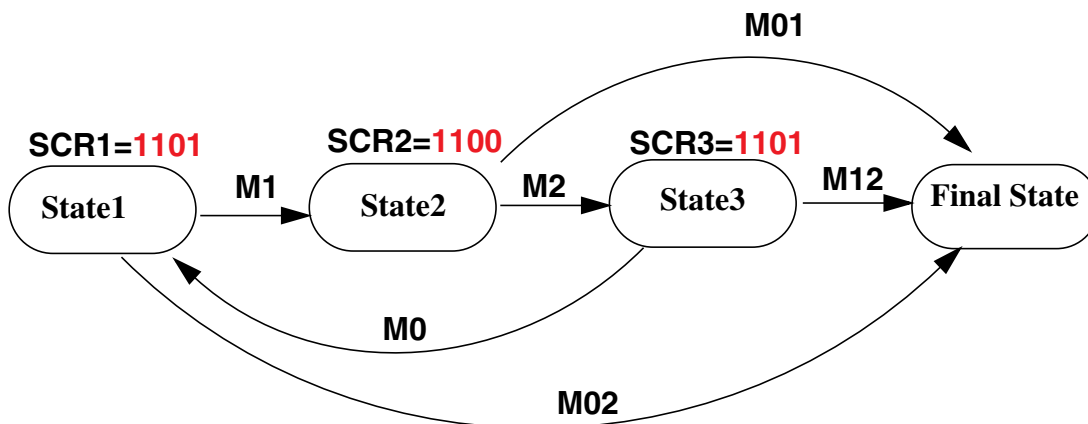 M01
SCR1=1101
SCR2=1100
SCR3=1101
M1
M2
M12
State1
State2
State3
Final State
M0
M02